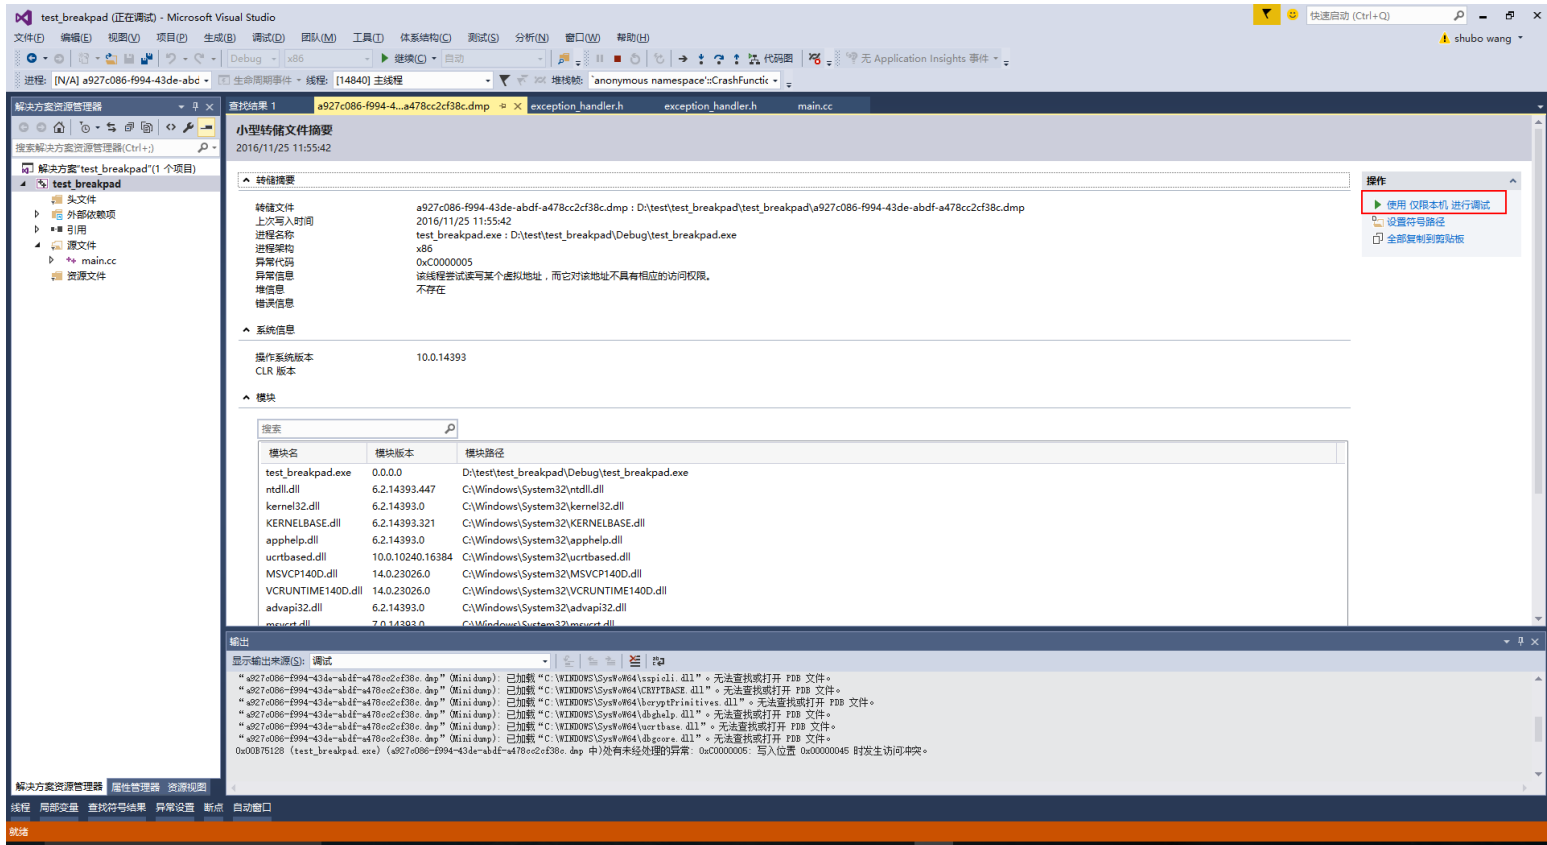 test_breakpad (正在调试) - Microsoft Visual Studio
快速启动 (Ctrl+Q)
文件(F) 编辑(E) 视图(V) 项目(P) 生成(B) 调试(D) 团队(M) 工具(T) 体系结构(C) 测试(S) 分析(N) 窗口(W) 帮助(H)
shubo wang
Debug x86 继续(C) 自动 代码图 无 Application Insights 事件
进程: [N/A] a927c086-f994-43de-abd 生命周期事件 线程: [14840] 主线程 堆栈帧: `anonymous namespace'::CrashFunctic
解决方案资源管理器
搜索解决方案资源管理器(Ctrl+;)
解决方案"test_breakpad"(1 个项目)
test_breakpad
头文件
外部依赖项
引用
源文件
main.cc
资源文件
查找结果 1 a927c086-f994-4...a478cc2cf38c.dmp exception_handler.h exception_handler.h main.cc
小型转储文件摘要
2016/11/25 11:55:42
转储摘要
转储文件 a927c086-f994-43de-abdf-a478cc2cf38c.dmp : D:\test\test_breakpad\test_breakpad\a927c086-f994-43de-abdf-a478cc2cf38c.dmp
上次写入时间 2016/11/25 11:55:42
进程名称 test_breakpad.exe : D:\test\test_breakpad\Debug\test_breakpad.exe
进程架构 x86
异常代码 0xC0000005
异常信息 该线程尝试读写某个虚拟地址，而它对该地址不具有相应的访问权限。
堆信息 不存在
错误信息
系统信息
操作系统版本 10.0.14393
CLR 版本
模块
搜索
模块名 模块版本 模块路径
test_breakpad.exe 0.0.0.0 D:\test\test_breakpad\Debug\test_breakpad.exe
ntdll.dll 6.2.14393.447 C:\Windows\System32\ntdll.dll
kernel32.dll 6.2.14393.0 C:\Windows\System32\kernel32.dll
KERNELBASE.dll 6.2.14393.321 C:\Windows\System32\KERNELBASE.dll
apphelp.dll 6.2.14393.0 C:\Windows\System32\apphelp.dll
ucrtbased.dll 10.0.10240.16384 C:\Windows\System32\ucrtbased.dll
MSVCP140D.dll 14.0.23026.0 C:\Windows\System32\MSVCP140D.dll
VCRUNTIME140D.dll 14.0.23026.0 C:\Windows\System32\VCRUNTIME140D.dll
advapi32.dll 6.2.14393.0 C:\Windows\System32\advapi32.dll
msvcrt.dll 7.0.14393.0 C:\Windows\System32\msvcrt.dll
操作
使用 仅限本机 进行调试
设置符号路径
全部复制到剪贴板
输出
显示输出来源(S): 调试
“a927c086-f994-43de-abdf-a478cc2cf38c.dmp”(Minidump): 已加载“C:\WINDOWS\SysWoW64\sspicli.dll”。无法查找或打开 PDB 文件。
“a927c086-f994-43de-abdf-a478cc2cf38c.dmp”(Minidump): 已加载“C:\WINDOWS\SysWoW64\CRYPTBASE.dll”。无法查找或打开 PDB 文件。
“a927c086-f994-43de-abdf-a478cc2cf38c.dmp”(Minidump): 已加载“C:\WINDOWS\SysWoW64\bcryptPrimitives.dll”。无法查找或打开 PDB 文件。
“a927c086-f994-43de-abdf-a478cc2cf38c.dmp”(Minidump): 已加载“C:\WINDOWS\SysWoW64\dbghelp.dll”。无法查找或打开 PDB 文件。
“a927c086-f994-43de-abdf-a478cc2cf38c.dmp”(Minidump): 已加载“C:\WINDOWS\SysWoW64\ucrtbase.dll”。无法查找或打开 PDB 文件。
“a927c086-f994-43de-abdf-a478cc2cf38c.dmp”(Minidump): 已加载“C:\WINDOWS\SysWoW64\dbgcore.dll”。无法查找或打开 PDB 文件。
0x00B75128 (test_breakpad.exe) (a927c086-f994-43de-abdf-a478cc2cf38c.dmp 中)处有未经处理的异常: 0xC0000005: 写入位置 0x00000045 时发生访问冲突。
解决方案资源管理器 属性管理器 资源视图
线程 局部变量 查找符号结果 异常设置 断点 自动窗口
就绪